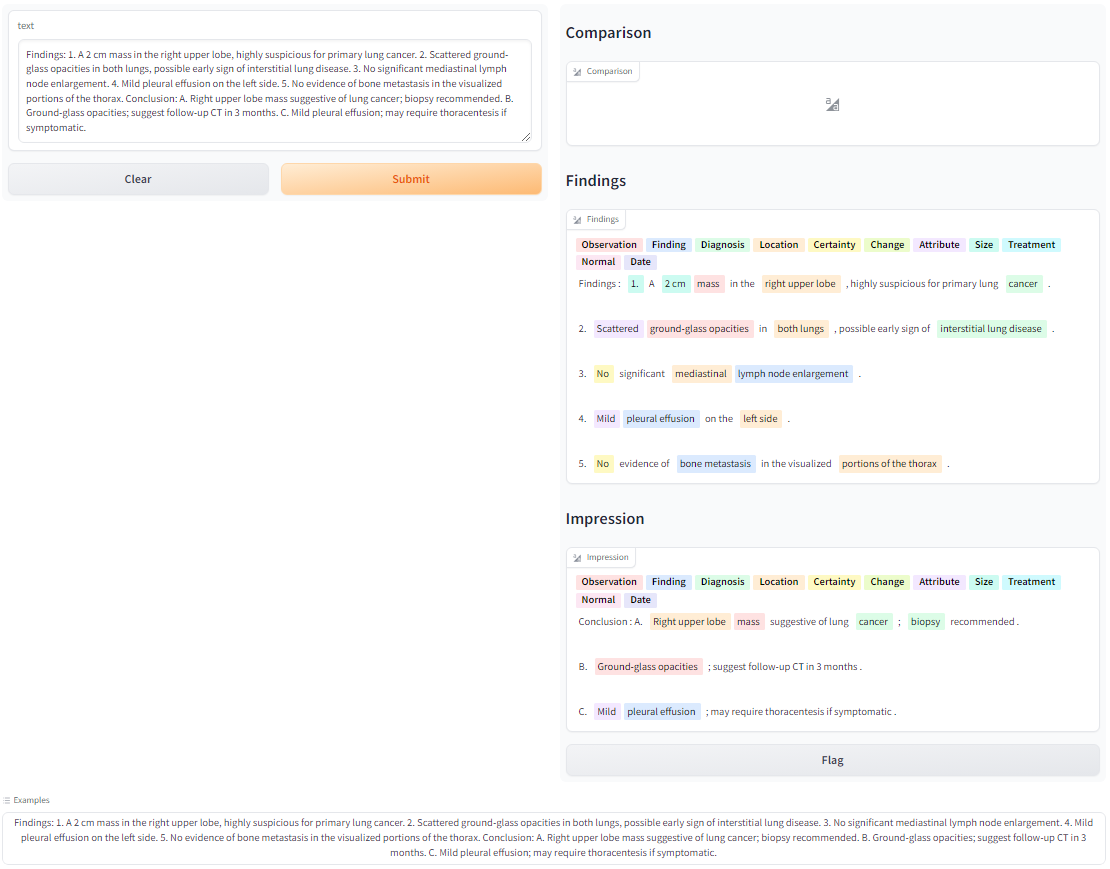 text
Findings: 1. A 2 cm mass in the right upper lobe, highly suspicious for primary lung cancer. 2. Scattered ground-
glass opacities in both lungs, possible early sign of interstitial lung disease. 3. No significant mediastinal lymph
node enlargement. 4. Mild pleural effusion on the left side. 5. No evidence of bone metastasis in the visualized
portions of the thorax. Conclusion: A. Right upper lobe mass suggestive of lung cancer; biopsy recommended. B.
Ground-glass opacities; suggest follow-up CT in 3 months. C. Mild pleural effusion; may require thoracentesis if
symptomatic.
Clear
Submit
Comparison
Comparison
Findings
Findings
Observation Finding Diagnosis Location Certainty Change Attribute Size Treatment
Normal Date
Findings : 1. A 2 cm mass in the right upper lobe , highly suspicious for primary lung cancer .
2. Scattered ground-glass opacities in both lungs , possible early sign of interstitial lung disease .
3. No significant mediastinal lymph node enlargement .
4. Mild pleural effusion on the left side .
5. No evidence of bone metastasis in the visualized portions of the thorax .
Impression
Impression
Observation Finding Diagnosis Location Certainty Change Attribute Size Treatment
Normal Date
Conclusion : A. Right upper lobe mass suggestive of lung cancer ; biopsy recommended .
B. Ground-glass opacities ; suggest follow-up CT in 3 months .
C. Mild pleural effusion ; may require thoracentesis if symptomatic .
Flag
Examples
Findings: 1. A 2 cm mass in the right upper lobe, highly suspicious for primary lung cancer. 2. Scattered ground-glass opacities in both lungs, possible early sign of interstitial lung disease. 3. No significant mediastinal lymph node enlargement. 4. Mild
pleural effusion on the left side. 5. No evidence of bone metastasis in the visualized portions of the thorax. Conclusion: A. Right upper lobe mass suggestive of lung cancer; biopsy recommended. B. Ground-glass opacities; suggest follow-up CT in 3
months. C. Mild pleural effusion; may require thoracentesis if symptomatic.